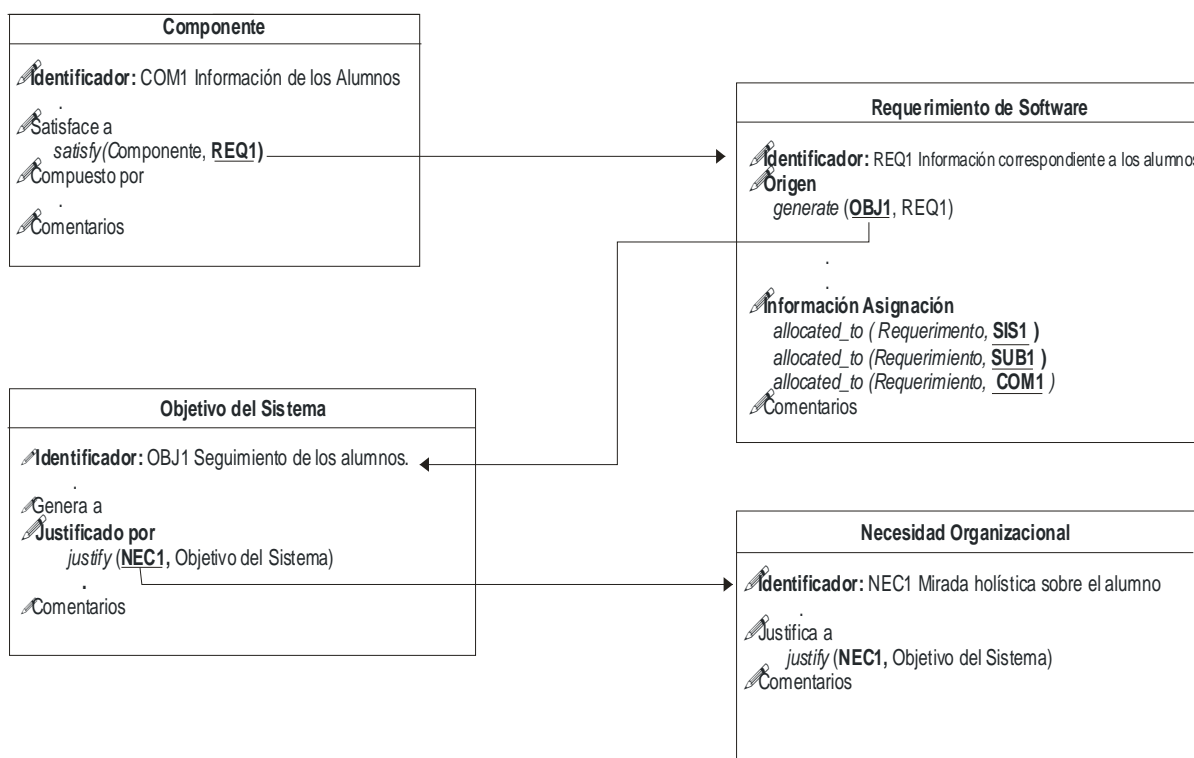 Componente
Identificador: COM1 Información de los Alumnos
.
Satisface a
satisfy(Componente, REQ1)
Compuesto por
.
Comentarios
Requerimiento de Software
Identificador: REQ1 Información correspondiente a los alumnos
Origen
generate (OBJ1, REQ1)
.
.
Información Asignación
allocated_to ( Requerimento, SIS1 )
allocated_to (Requerimiento, SUB1 )
allocated_to (Requerimiento, COM1 )
Comentarios
Objetivo del Sistema
Identificador: OBJ1 Seguimiento de los alumnos.
.
Genera a
Justificado por
justify (NEC1, Objetivo del Sistema)
.
Comentarios
Necesidad Organizacional
Identificador: NEC1 Mirada holística sobre el alumno
.
Justifica a
justify (NEC1, Objetivo del Sistema)
Comentarios